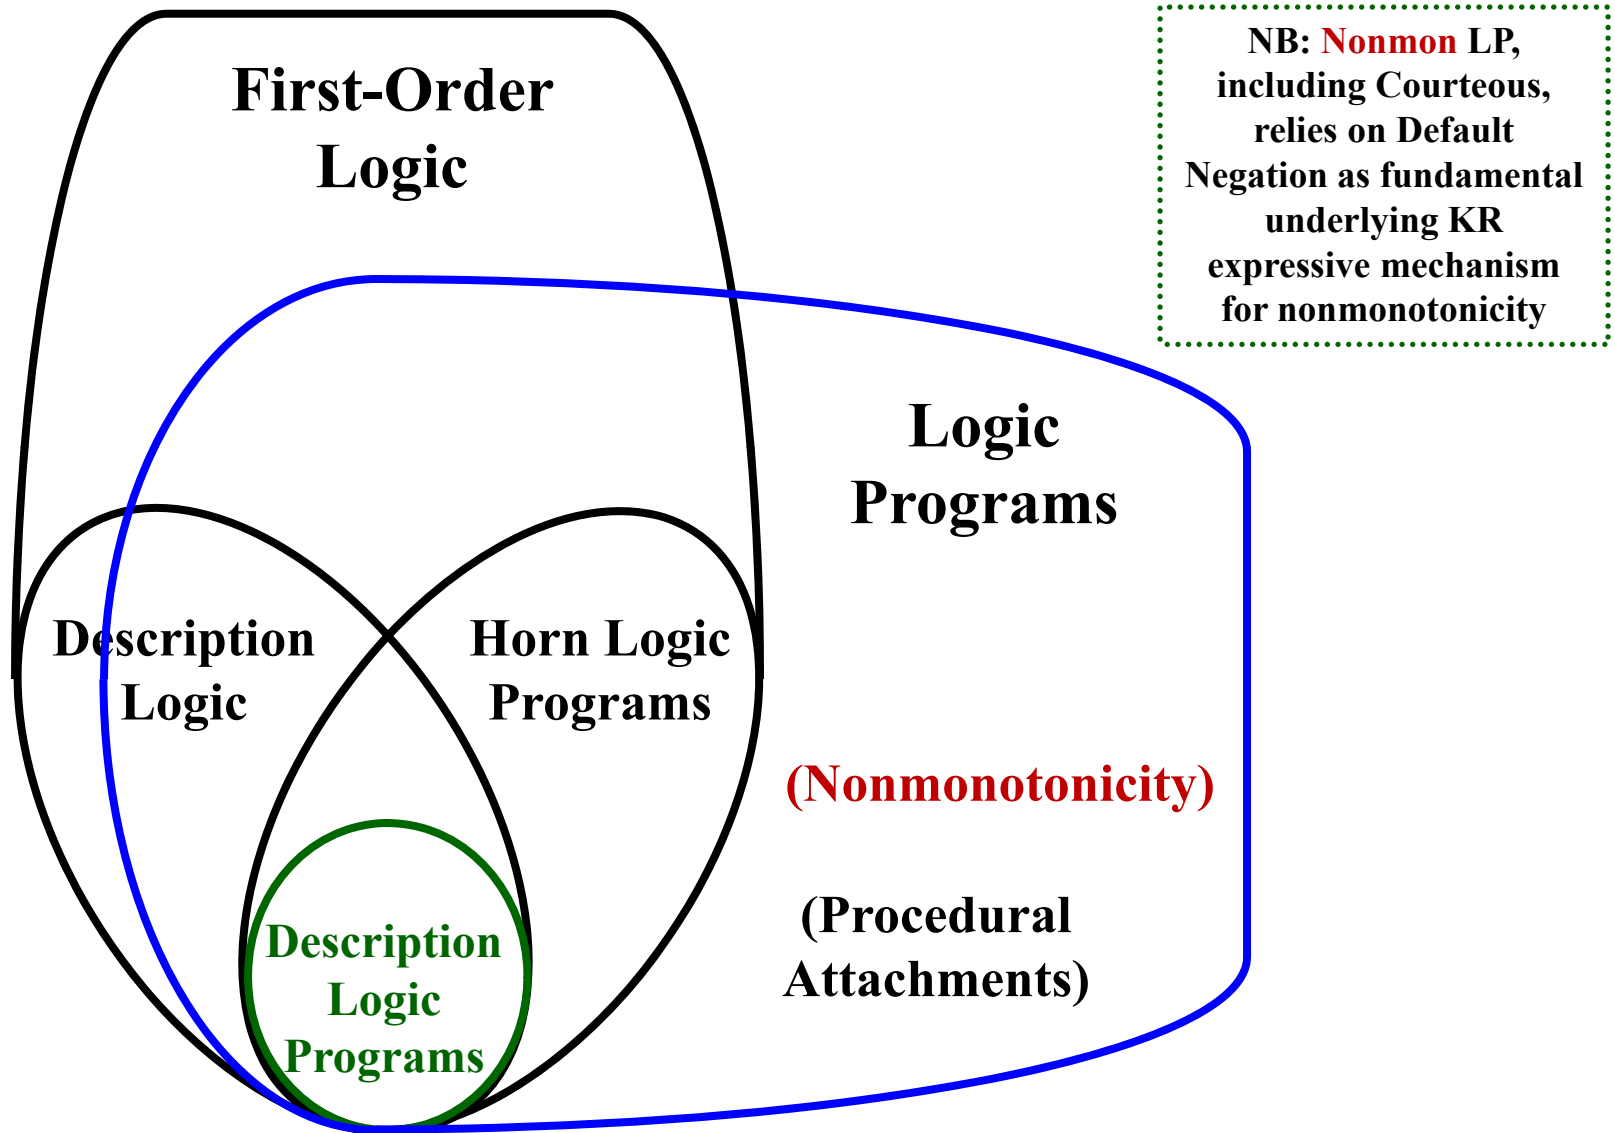 First-Order
Logic
NB: Nonmon LP,
including Courteous,
relies on Default
Negation as fundamental
underlying KR
expressive mechanism
for nonmonotonicity
Logic
Programs
Description
Logic
Horn Logic
Programs
(Nonmonotonicity)
(Procedural
Attachments)
Description
Logic
Programs